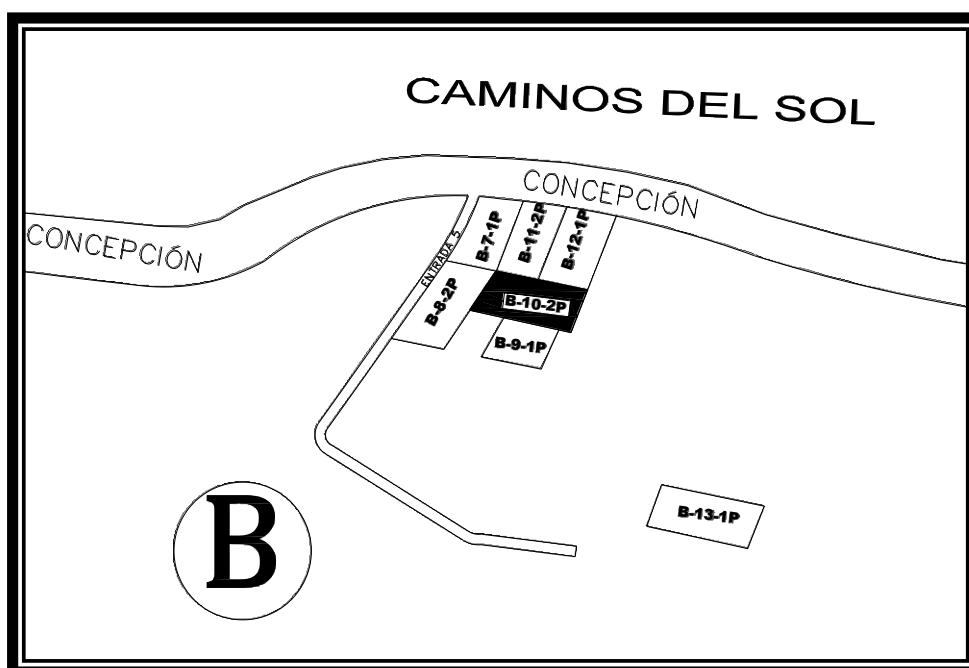 CAMINOS DEL SOL
CONCEPCIÓN
CONCEPCIÓN
ENTRADA 5
B-7-1P
B-11-2P
B-12-1P
B-8-2P
B-10-2P
B-9-1P
B-13-1P
B